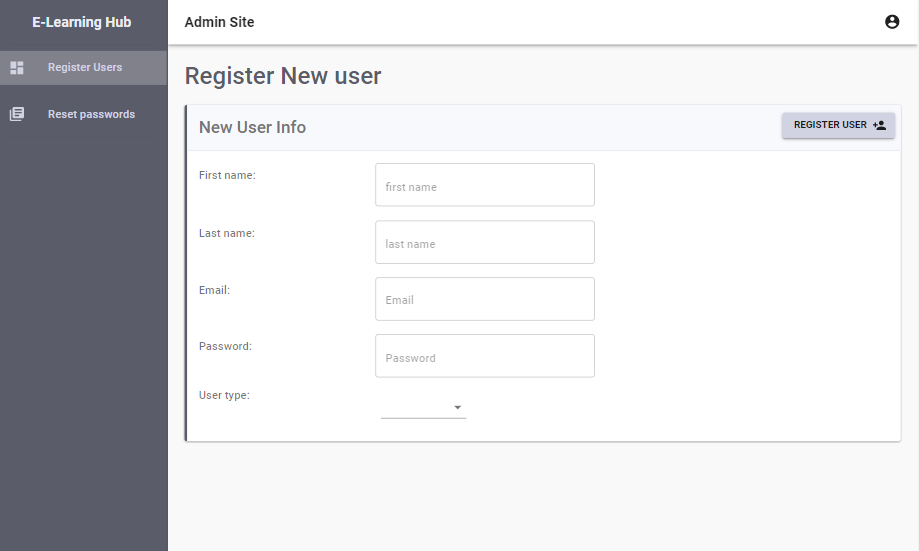 E-Learning Hub
Admin Site
Register Users
Reset passwords
Register New user
New User Info
REGISTER USER
First name:
first name
Last name:
last name
Email:
Email
Password:
Password
User type: